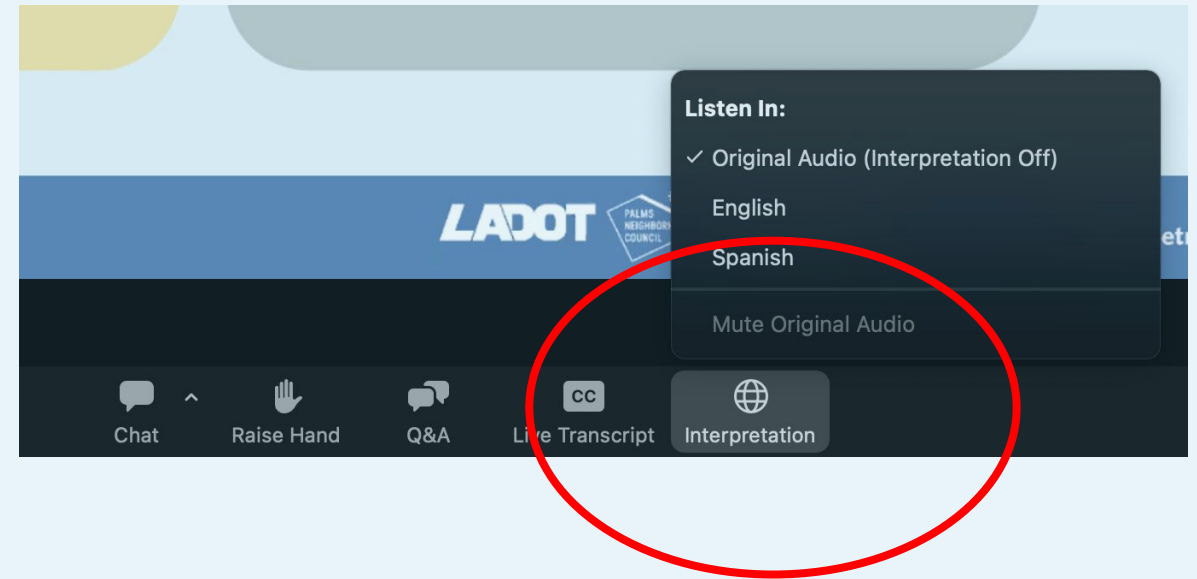 Listen In:
✓ Original Audio (Interpretation Off)
English
Spanish
Mute Original Audio
LADOT
PALMS
COUNCIL
Chat
Raise Hand
Q&A
CC
Live Transcript
Interpretation